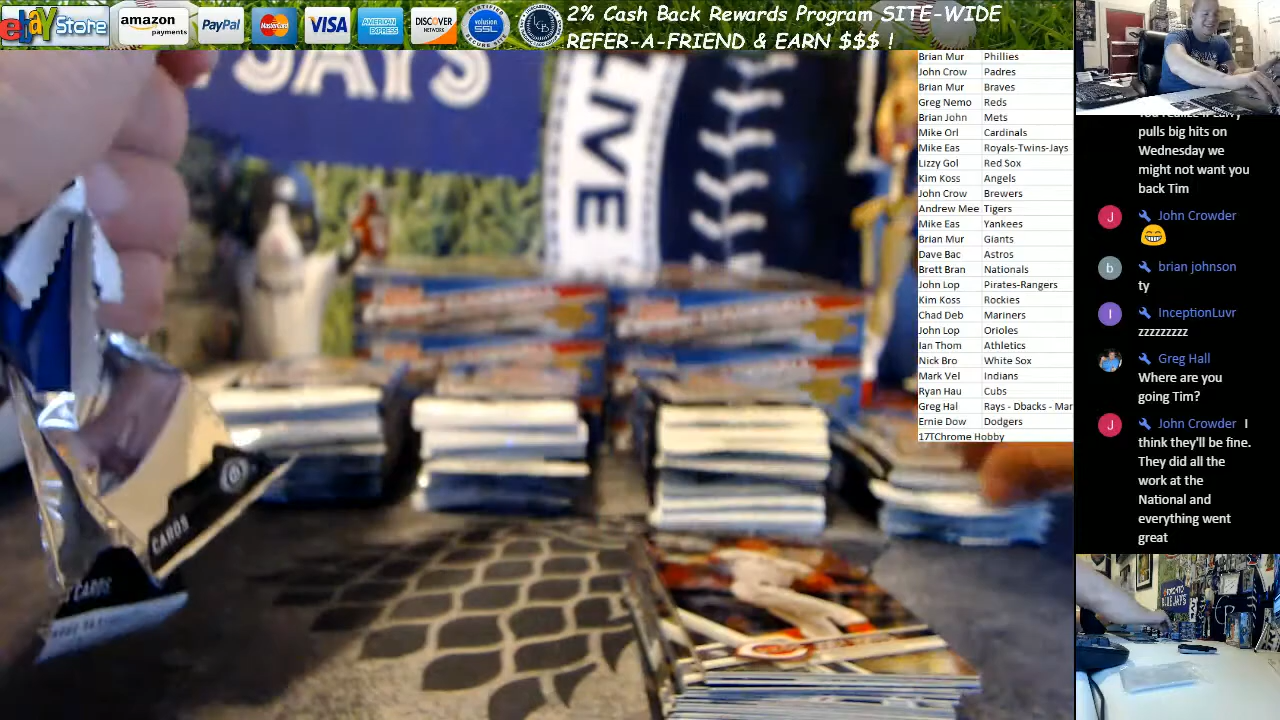 ebay Store
amazon payments
PayPal
MasterCard
VISA
AMERICAN EXPRESS
DISCOVER NETWORK
SSL
2% Cash Back Rewards Program SITE-WIDE
REFER-A-FRIEND & EARN $$$ !
JAYS
Brian Mur Phillies
John Crow Padres
Brian Mur Braves
Greg Nemo Reds
Brian John Mets
Mike Orl Cardinals
Mike Eas Royals-Twins-Jays
Lizzy Gol Red Sox
Kim Koss Angels
John Crow Brewers
Andrew Mee Tigers
Mike Eas Yankees
Brian Mur Giants
Dave Bac Astros
Brett Bran Nationals
John Lop Pirates-Rangers
Kim Koss Rockies
Chad Deb Mariners
John Lop Orioles
Ian Thom Athletics
Nick Bro White Sox
Mark Vel Indians
Ryan Hau Cubs
Greg Hal Rays - Dbacks - Mar
Ernie Dow Dodgers
17TChrome Hobby
pulls big hits on
Wednesday we
might not want you
back Tim
J John Crowder
b brian johnson
ty
I InceptionLuvr
zzzzzzzzz
Greg Hall
Where are you
going Tim?
J John Crowder I
think they'll be fine.
They did all the
work at the
National and
everything went
great
CARDS
CARDS